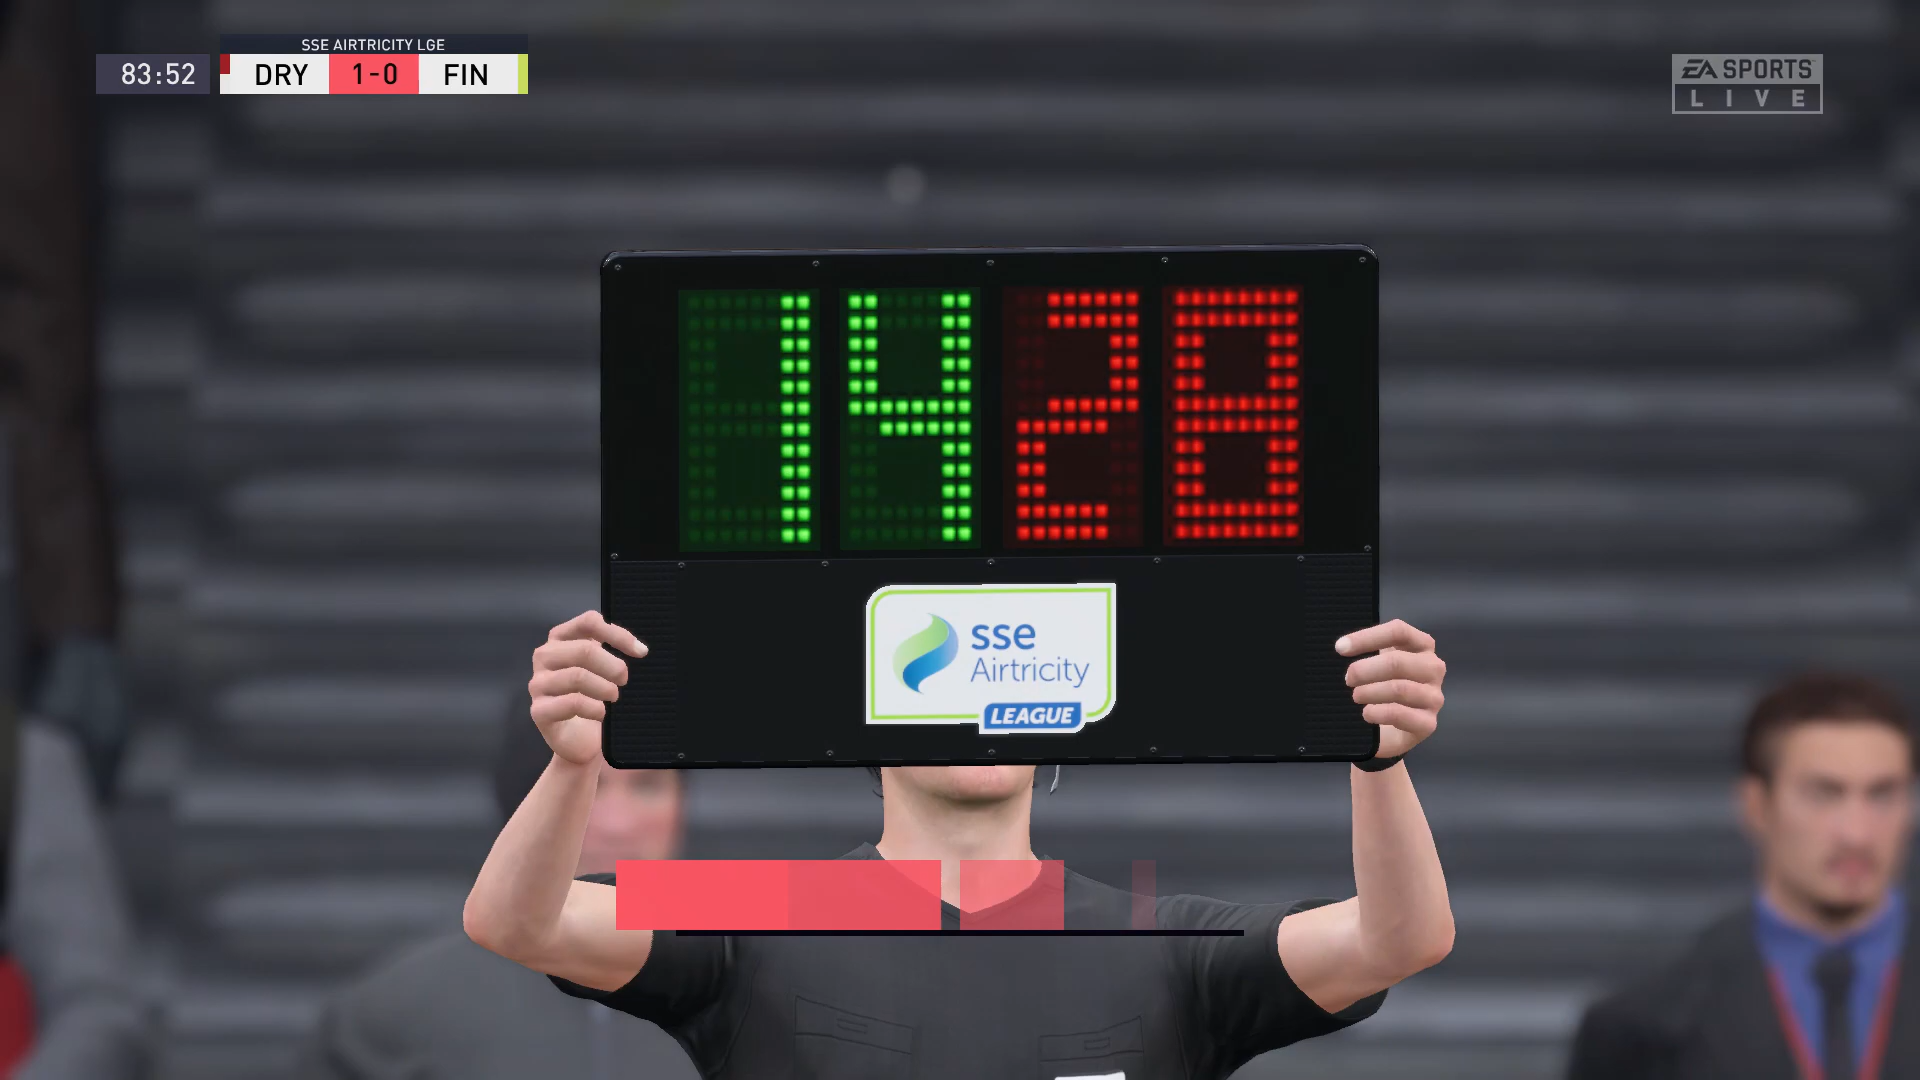 SSE AIRTRICITY LGE
83:52 DRY 1-0 FIN
EA SPORTS
LIVE
14 28
sse
Airtricity
LEAGUE